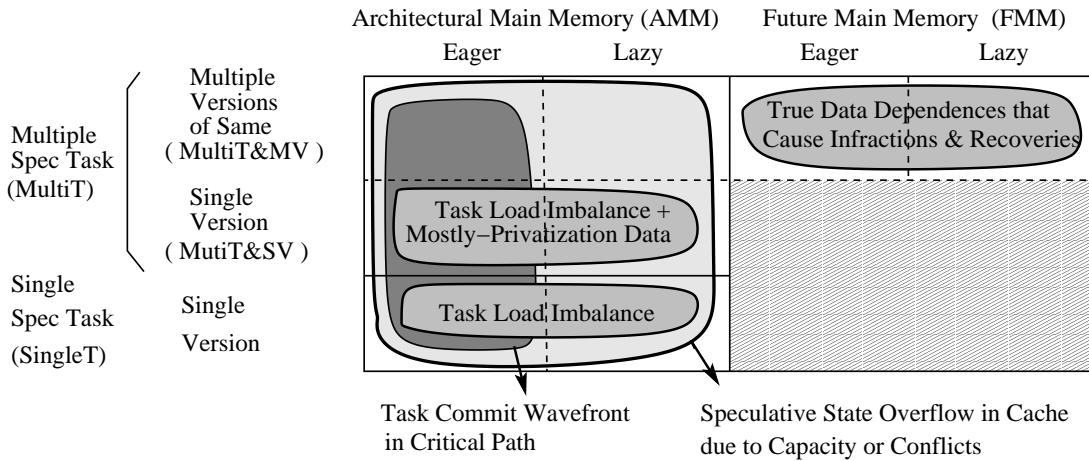 Architectural Main Memory (AMM)
Future Main Memory (FMM)
Eager
Lazy
Eager
Lazy
Multiple
Spec Task
(MultiT)
Multiple
Versions
of Same
( MultiT&MV )
Single
Version
( MutiT&SV )
Single
Spec Task
(SingleT)
Single
Version
True Data Dependences that
Cause Infractions & Recoveries
Task Load Imbalance +
Mostly−Privatization Data
Task Load Imbalance
Task Commit Wavefront
in Critical Path
Speculative State Overflow in Cache
due to Capacity or Conflicts